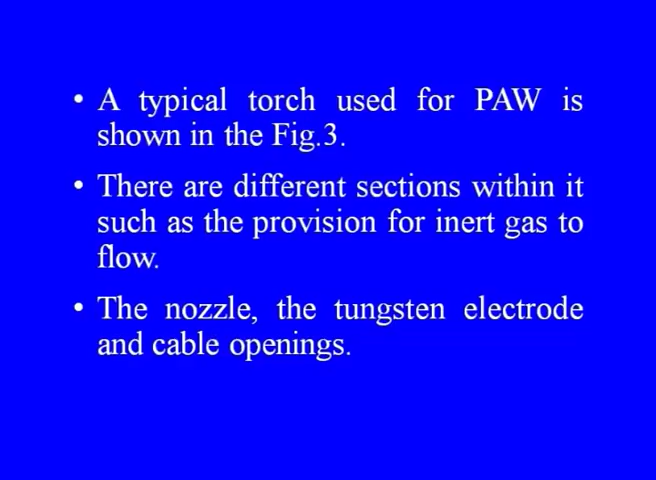 • A typical torch used for PAW is
shown in the Fig.3.
• There are different sections within it
such as the provision for inert gas to
flow.
• The nozzle, the tungsten electrode
and cable openings.